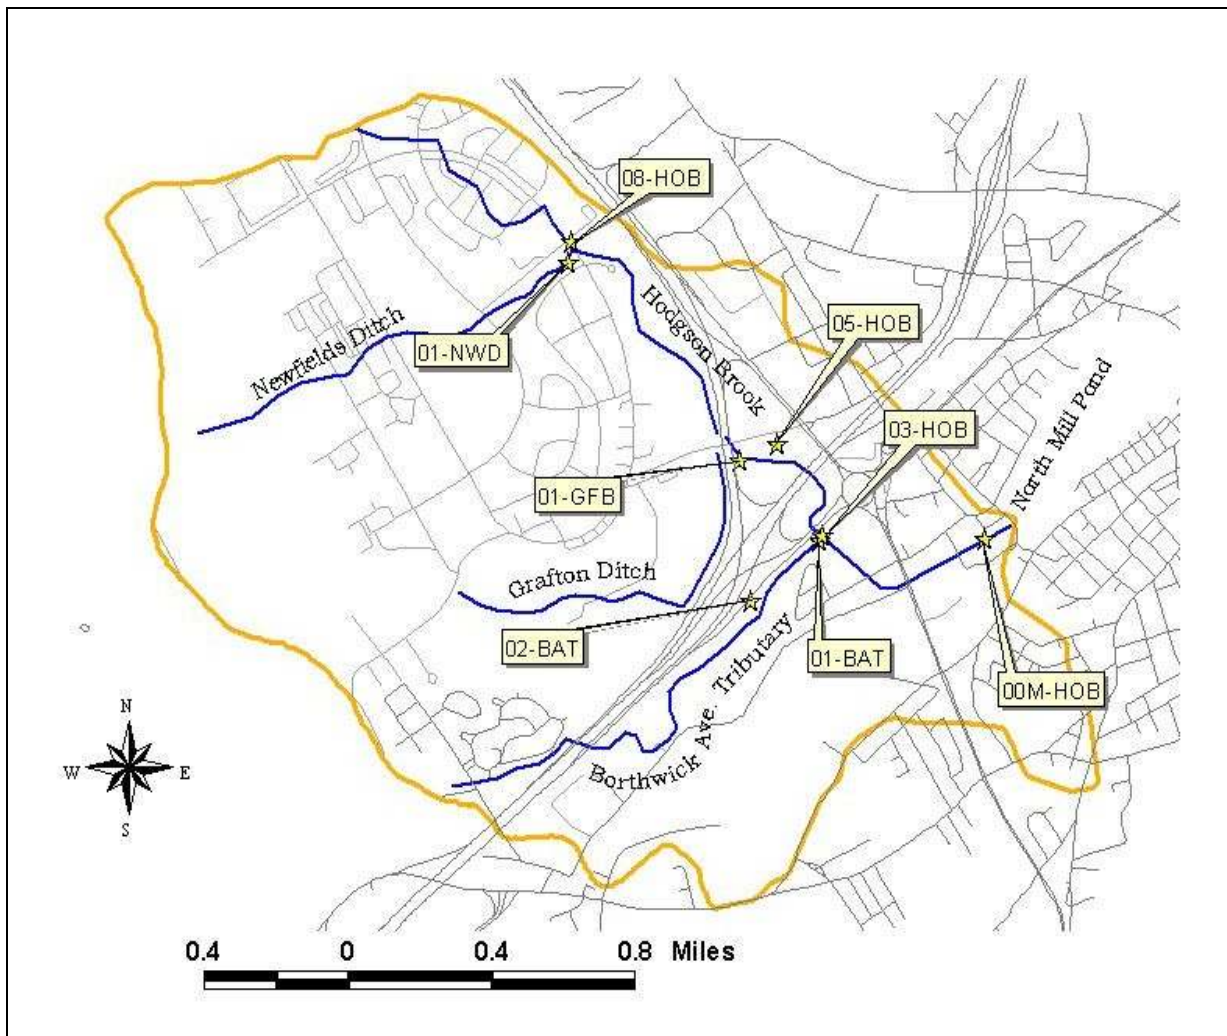 08-HOB
Hodgson Brook
05-HOB
01-NWD
Newfields Ditch
03-HOB
North Mill Pond
01-GFB
Grafton Ditch
02-BAT
01-BAT
00M-HOB
Borthwick Ave. Tributary
N
W E
S
0.4 0 0.4 0.8 Miles